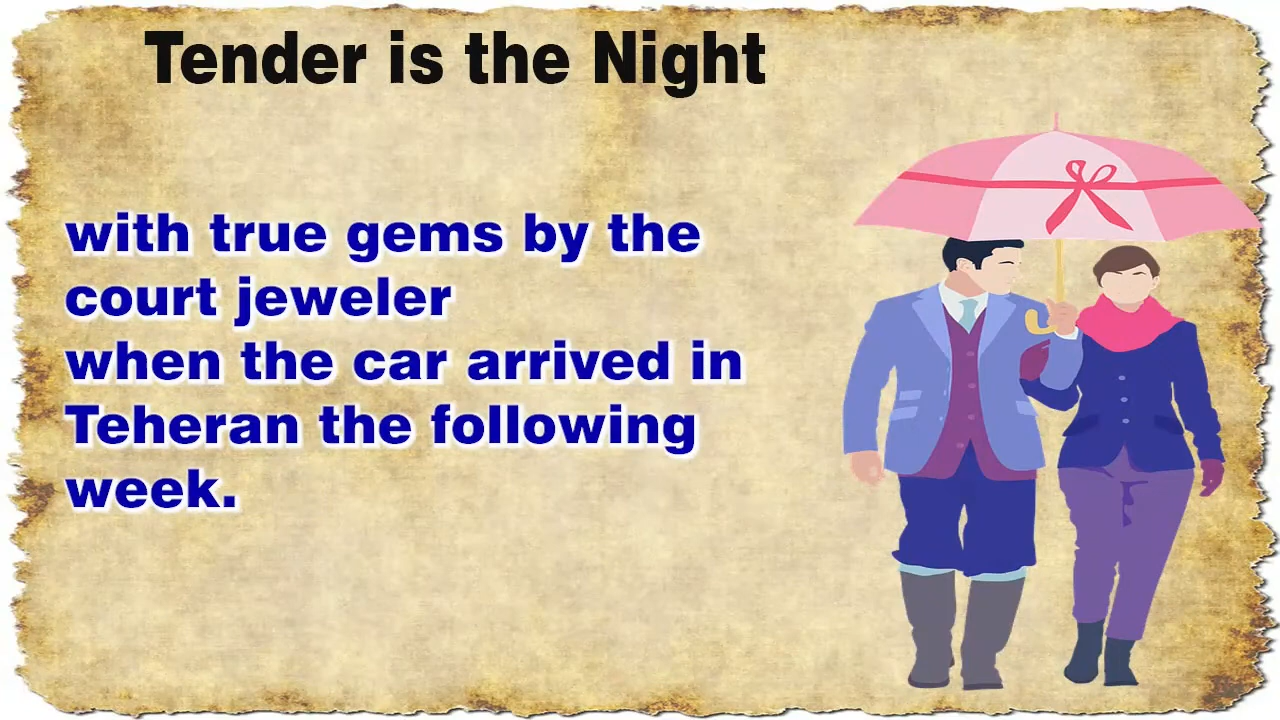 Tender is the Night
with true gems by the
court jeweler
when the car arrived in
Teheran the following
week.